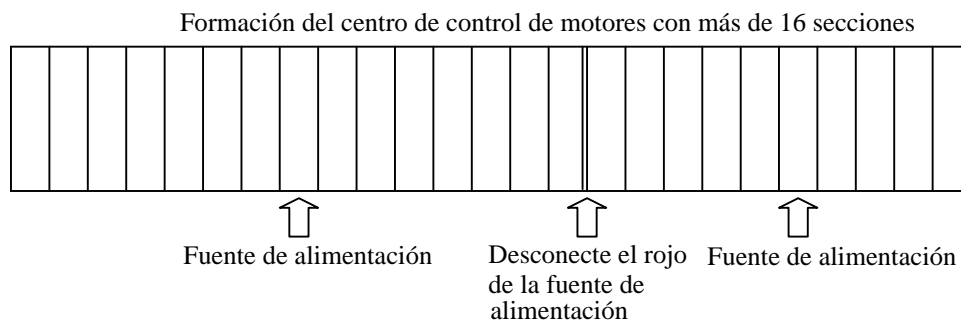 Formación del centro de control de motores con más de 16 secciones
Fuente de alimentación
Desconecte el rojo
de la fuente de
alimentación
Fuente de alimentación